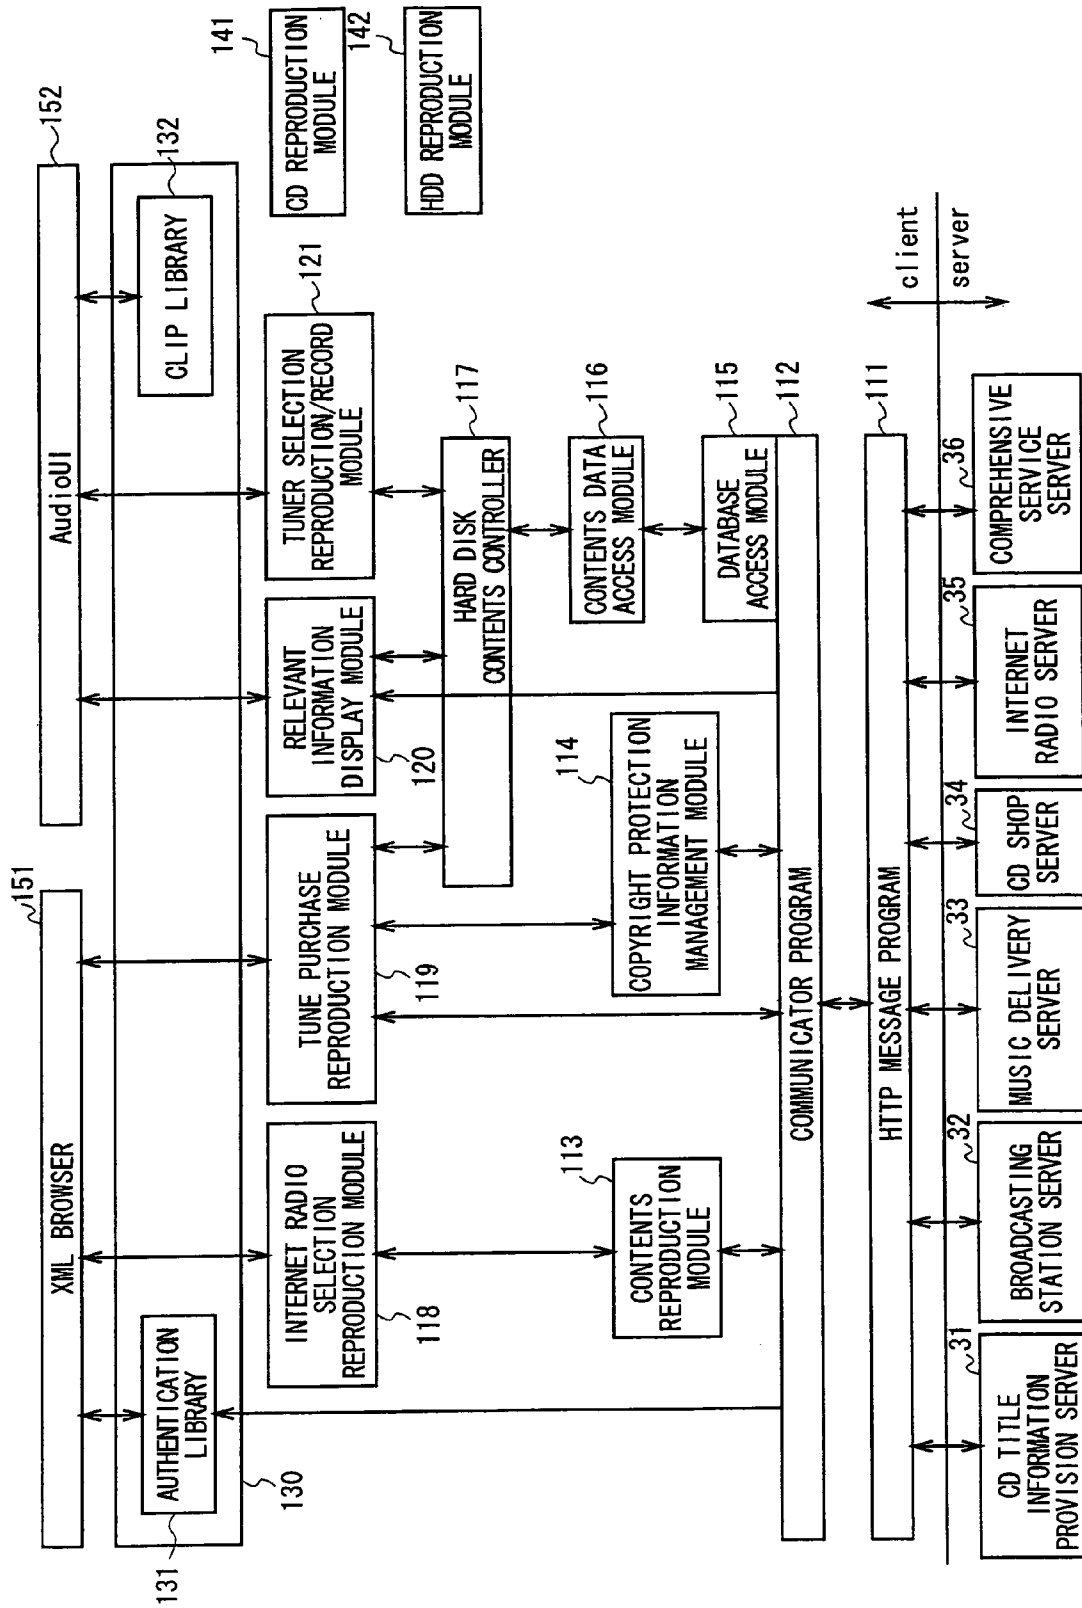 151
XML BROWSER
152
AudioUI
131
AUTHENTICATION
LIBRARY
130
132
CLIP LIBRARY
INTERNET RADIO
SELECTION
REPRODUCTION MODULE
118
TUNE PURCHASE
REPRODUCTION MODULE
119
RELEVANT
INFORMATION
DISPLAY MODULE
120
121
TUNER SELECTION
REPRODUCTION/RECORD
MODULE
141
CD REPRODUCTION
MODULE
142
HDD REPRODUCTION
MODULE
117
HARD DISK
CONTENTS CONTROLLER
113
CONTENTS
REPRODUCTION
MODULE
114
COPYRIGHT PROTECTION
INFORMATION
MANAGEMENT MODULE
116
CONTENTS DATA
ACCESS MODULE
115
DATABASE
ACCESS MODULE
112
COMMUNICATOR PROGRAM
111
HTTP MESSAGE PROGRAM
client
server
31
CD TITLE
INFORMATION
PROVISION SERVER
32
BROADCASTING
STATION SERVER
33
MUSIC DELIVERY
SERVER
34
CD SHOP
SERVER
35
INTERNET
RADIO SERVER
36
COMPREHENSIVE
SERVICE
SERVER